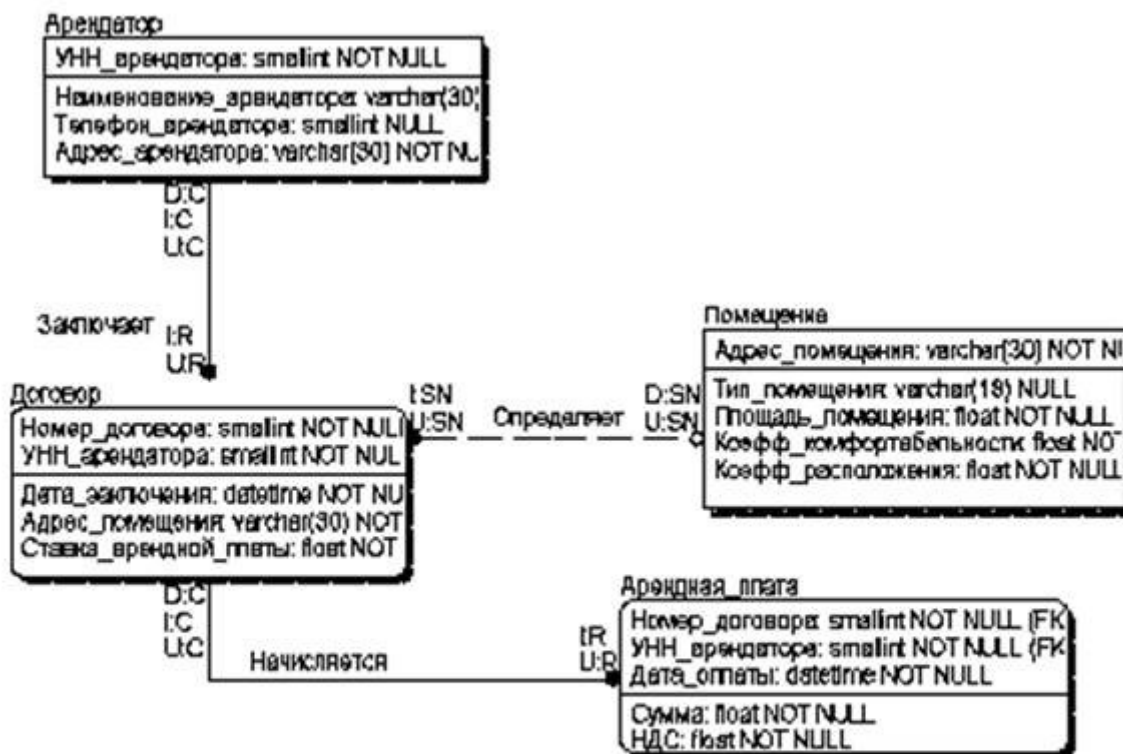 Арендатор
УНН_арендатора: smallint NOT NULL
Наименование_арендатора: varchar(30)
Телефон_арендатора: smallint NULL
Адрес_арендатора: varchar(30) NOT NU
D:C
I:C
U:C
Заключает
I:R
U:R
Договор
Номер_договора: smallint NOT NULL
УНН_арендатора: smallint NOT NUL
Дата_заключения: datetime NOT NU
Адрес_помещения: varchar(30) NOT
Ставка_арендной_платы: float NOT
I:SN
U:SN
Определяет
D:SN
U:SN
Помещение
Адрес_помещения: varchar(30) NOT NU
Тип_помещения: varchar(18) NULL
Площадь_помещения: float NOT NULL
Коэфф_комфортабельности: float NOT
Коэфф_расположения: float NOT NULL
D:C
I:C
U:C
Начисляется
I:R
U:R
Арендная_плата
Номер_договора: smallint NOT NULL (FK
УНН_арендатора: smallint NOT NULL (FK
Дата_оплаты: datetime NOT NULL
Сумма: float NOT NULL
НДС: float NOT NULL